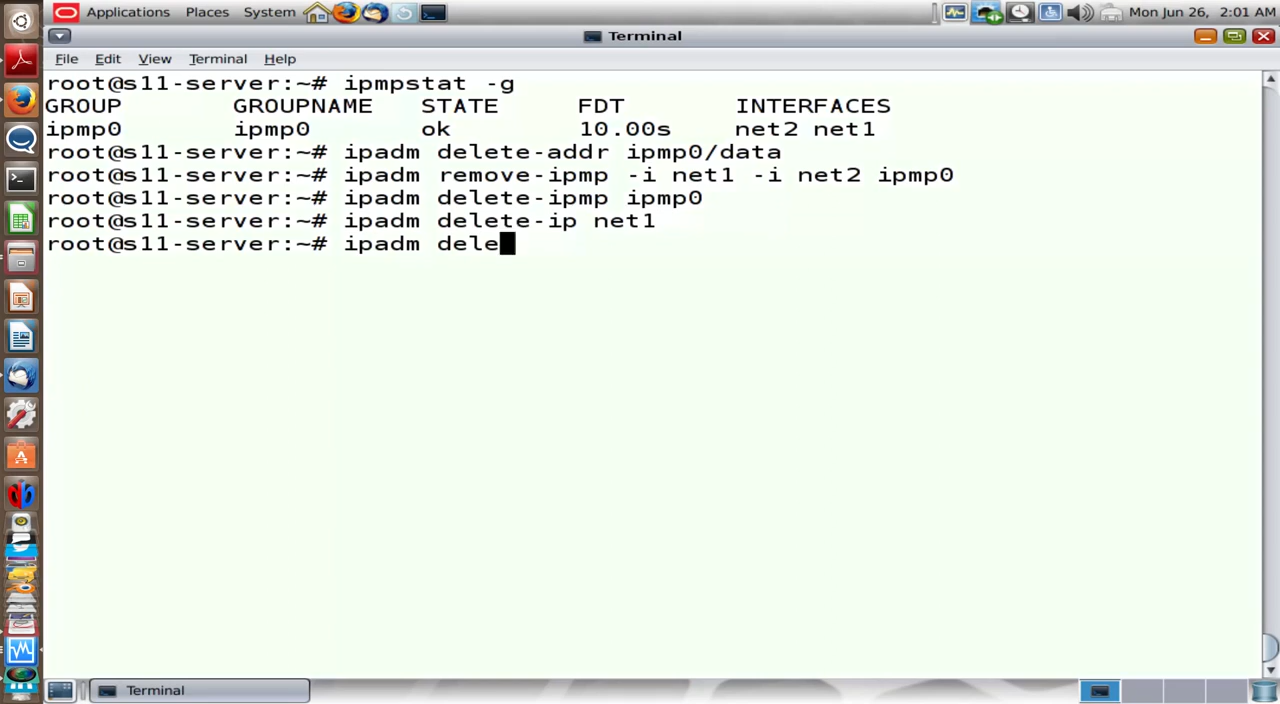 Applications Places System Mon Jun 26, 2:01 AM
Terminal
File Edit View Terminal Help
root@s11-server:~# ipmpstat -g
GROUP GROUPNAME STATE FDT INTERFACES
ipmp0 ipmp0 ok 10.00s net2 net1
root@s11-server:~# ipadm delete-addr ipmp0/data
root@s11-server:~# ipadm remove-ipmp -i net1 -i net2 ipmp0
root@s11-server:~# ipadm delete-ipmp ipmp0
root@s11-server:~# ipadm delete-ip net1
root@s11-server:~# ipadm dele
Terminal